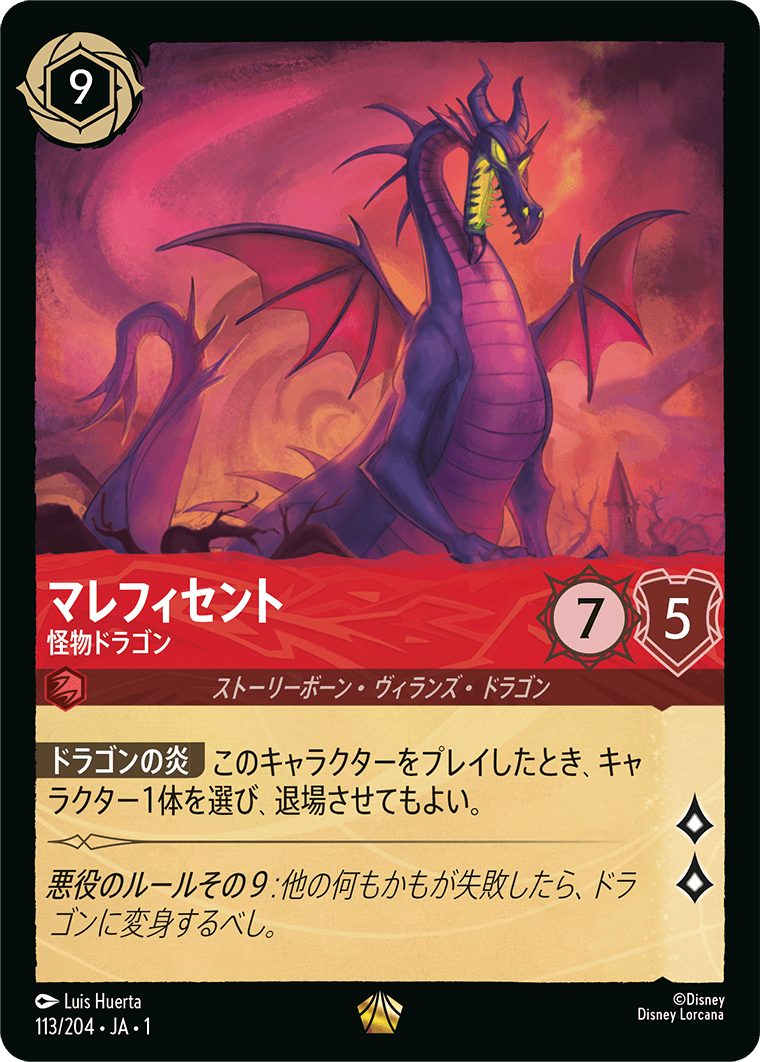 9
マレフィセント
怪物ドラゴン
7
5
ストーリーボーン・ヴィランズ・ドラゴン
ドラゴンの炎 このキャラクターをプレイしたとき、キャ
ラクター1体を選び、退場させてもよい。
悪役のルールその9:他の何もかもが失敗したら、ドラ
ゴンに変身するべし。
Luis Huerta
113/204・JA・1
©Disney
Disney Lorcana